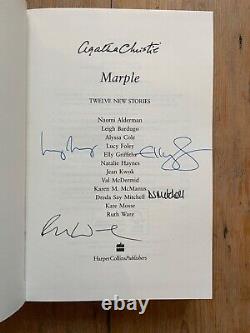 Agatha Christie
Marple
TWELVE NEW STORIES
Naomi Alderman
Leigh Bardugo
Alyssa Cole
Lucy Foley
Elly Griffiths
Natalie Haynes
Jean Kwok
Val McDermid
Karen M. McManus
Dreda Say Mitchell
Kate Mosse
Ruth Ware
HarperCollinsPublishers